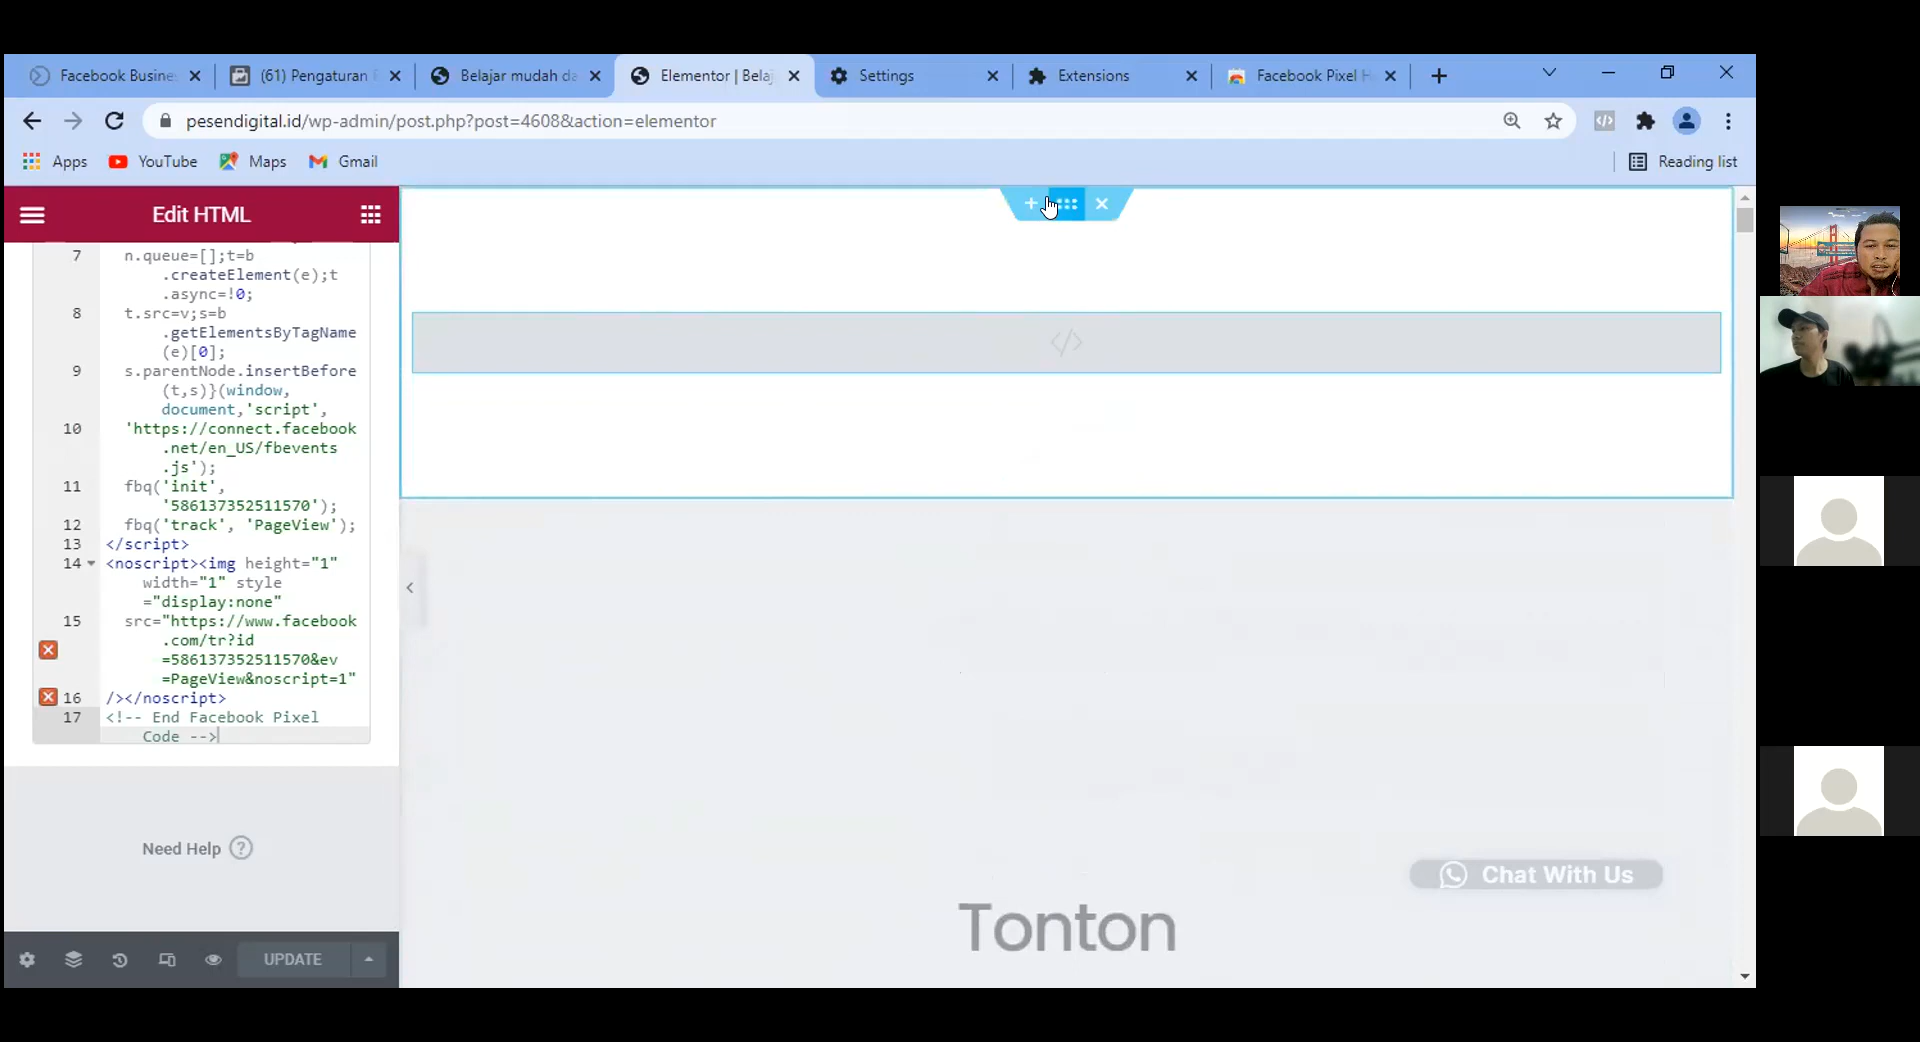 Facebook Busine
(61) Pengaturan
Belajar mudah da
Elementor | Bela
Settings
Extensions
Facebook Pixel H
pesendigital.id/wp-admin/post.php?post=4608&action=elementor
Apps
YouTube
Maps
Gmail
Reading list
Edit HTML
7 n.queue=[];t=b
.createElement(e);t
.async=!0;
8 t.src=v;s=b
.getElementsByTagName
(e)[0];
9 s.parentNode.insertBefore
(t,s)}(window,
document,'script',
10 'https://connect.facebook
.net/en_US/fbevents
.js');
11 fbq('init',
'586137352511570');
12 fbq('track', 'PageView');
13 </script>
14 <noscript><img height="1"
width="1" style
="display:none"
15 src="https://www.facebook
.com/tr?id
=586137352511570&ev
=PageView&noscript=1"
16 /></noscript>
17 <!-- End Facebook Pixel
Code -->
Need Help ?
UPDATE
</>
Chat With Us
Tonton